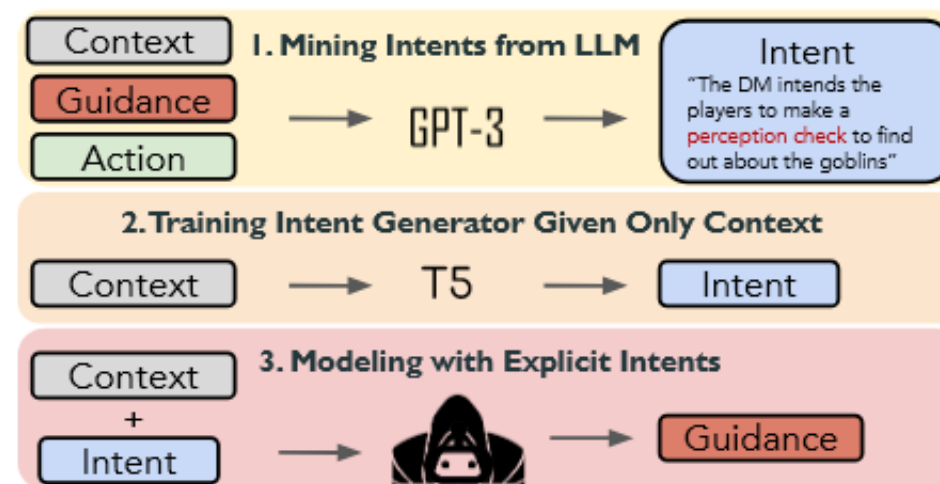 Context
1. Mining Intents from LLM
Guidance
Action
GPT-3
Intent
“The DM intends the
players to make a
perception check to find
out about the goblins”
2. Training Intent Generator Given Only Context
Context
T5
Intent
3. Modeling with Explicit Intents
Context
+
Intent
Guidance